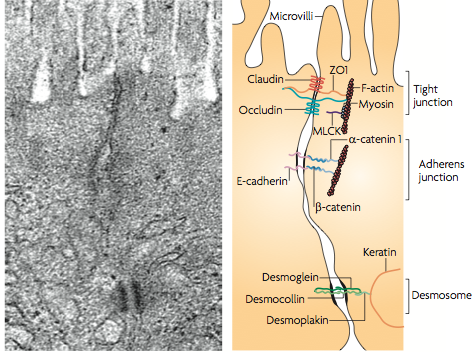 Microvilli
Claudin
ZO1
F-actin
Myosin
Tight
junction
Occludin
MLCK
α-catenin 1
Adherens
junction
E-cadherin
β-catenin
Keratin
Desmoglein
Desmocollin
Desmosome
Desmoplakin